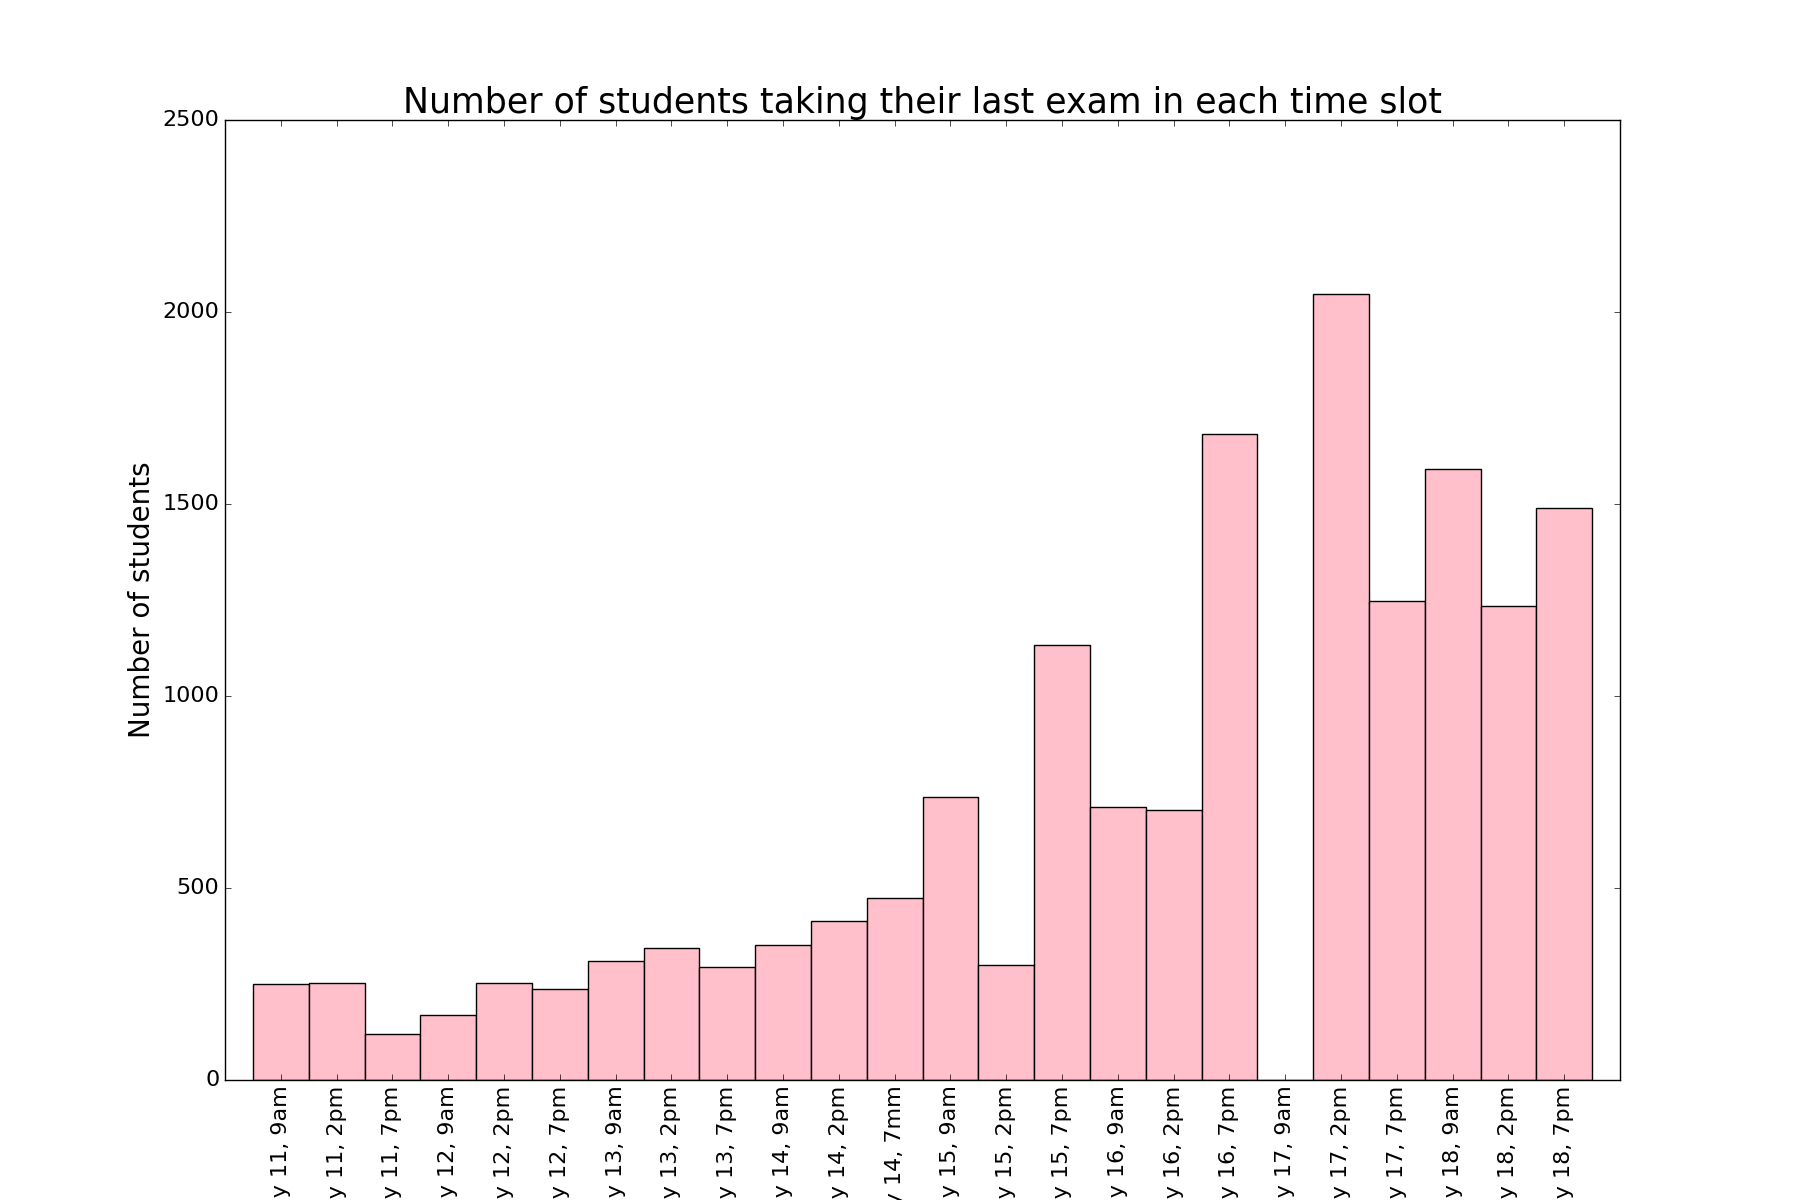 Number of students taking their last exam in each time slot
Number of students
2500
2000
1500
1000
500
0
y 11, 9am
y 11, 2pm
y 11, 7pm
y 12, 9am
y 12, 2pm
y 12, 7pm
y 13, 9am
y 13, 2pm
y 13, 7pm
y 14, 9am
y 14, 2pm
y 14, 7mm
y 15, 9am
y 15, 2pm
y 15, 7pm
y 16, 9am
y 16, 2pm
y 16, 7pm
y 17, 9am
y 17, 2pm
y 17, 7pm
y 18, 9am
y 18, 2pm
y 18, 7pm